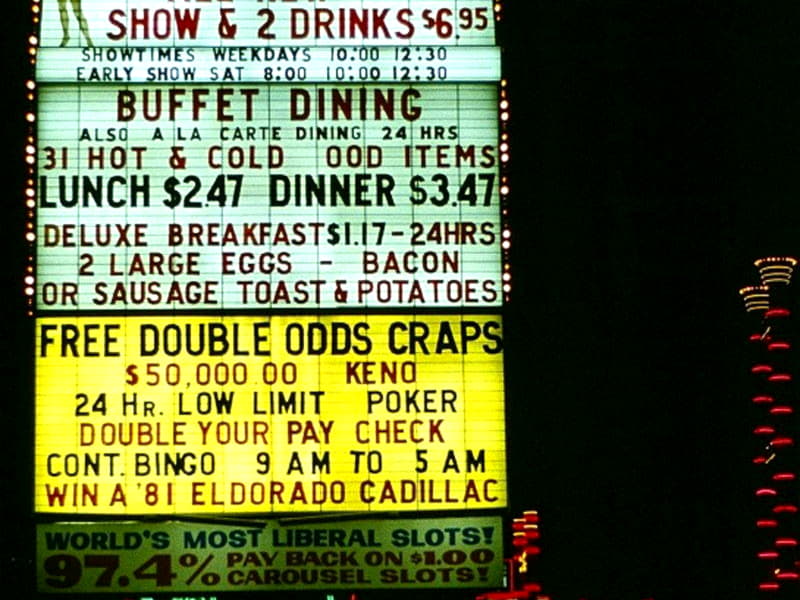 SHOW & 2 DRINKS $6.95
SHOWTIMES WEEKDAYS 10:00 12:30
EARLY SHOW SAT 8:00 10:00 12:30
BUFFET DINING
ALSO A LA CARTE DINING 24 HRS
31 HOT & COLD OOD ITEMS
LUNCH $2.47 DINNER $3.47
DELUXE BREAKFAST $1.17-24HRS
2 LARGE EGGS - BACON
OR SAUSAGE TOAST & POTATOES
FREE DOUBLE ODDS CRAPS
$50,000.00 KENO
24 HR. LOW LIMIT POKER
DOUBLE YOUR PAY CHECK
CONT. BINGO 9 AM TO 5 AM
WIN A '81 ELDORADO CADILLAC
WORLD'S MOST LIBERAL SLOTS!
97.4% PAY BACK ON $1.00
CAROUSEL SLOTS!